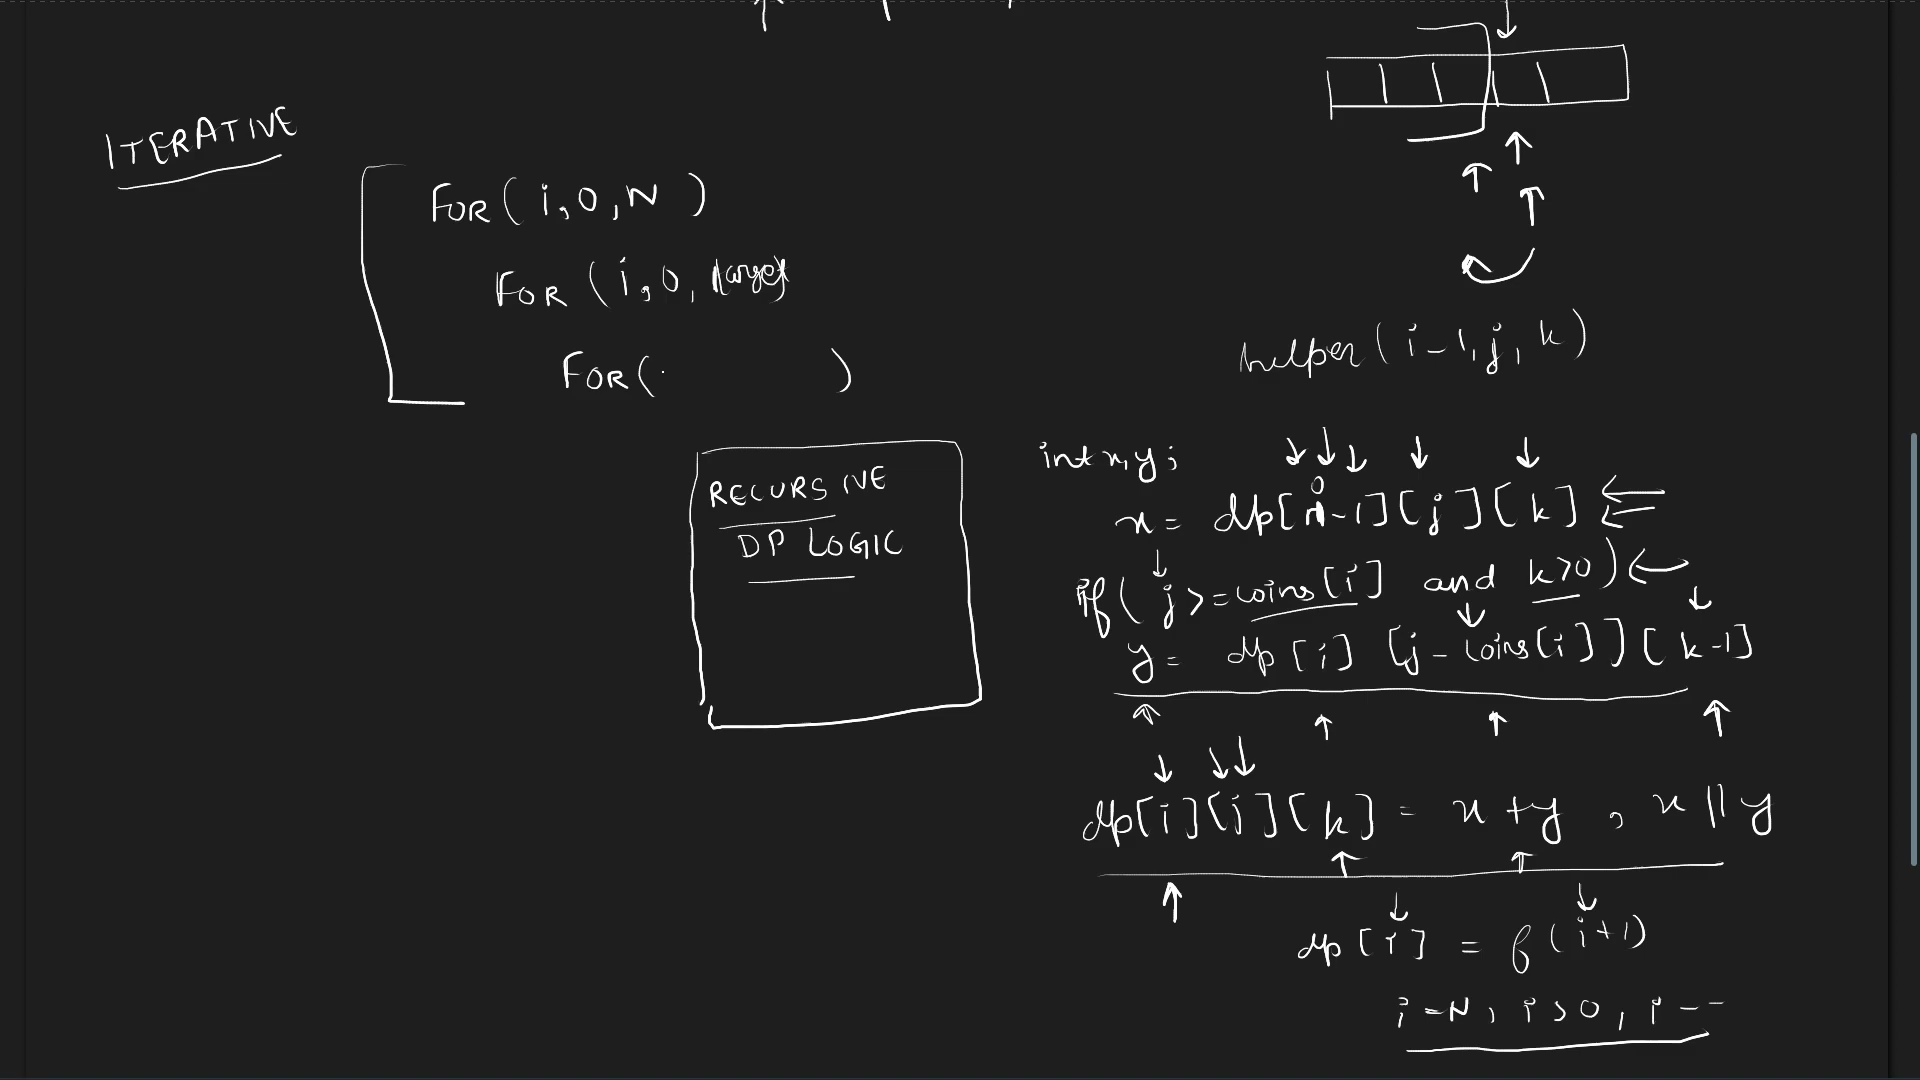 ITERATIVE
FOR( i,0,N )
FOR (i,0, target
FOR( )
RECURSIVE
DP LOGIC
helper(i-1,j,k)
int x,y;
0
x= dp[i-1][j][k]
if( j>=coins[i] and k>0)
y= dp[i] [j-coins[i]][k-1]
dp[i][j][k] = x+y , x||y
dp[i] = f(i+1)
i=N, i>0, i--